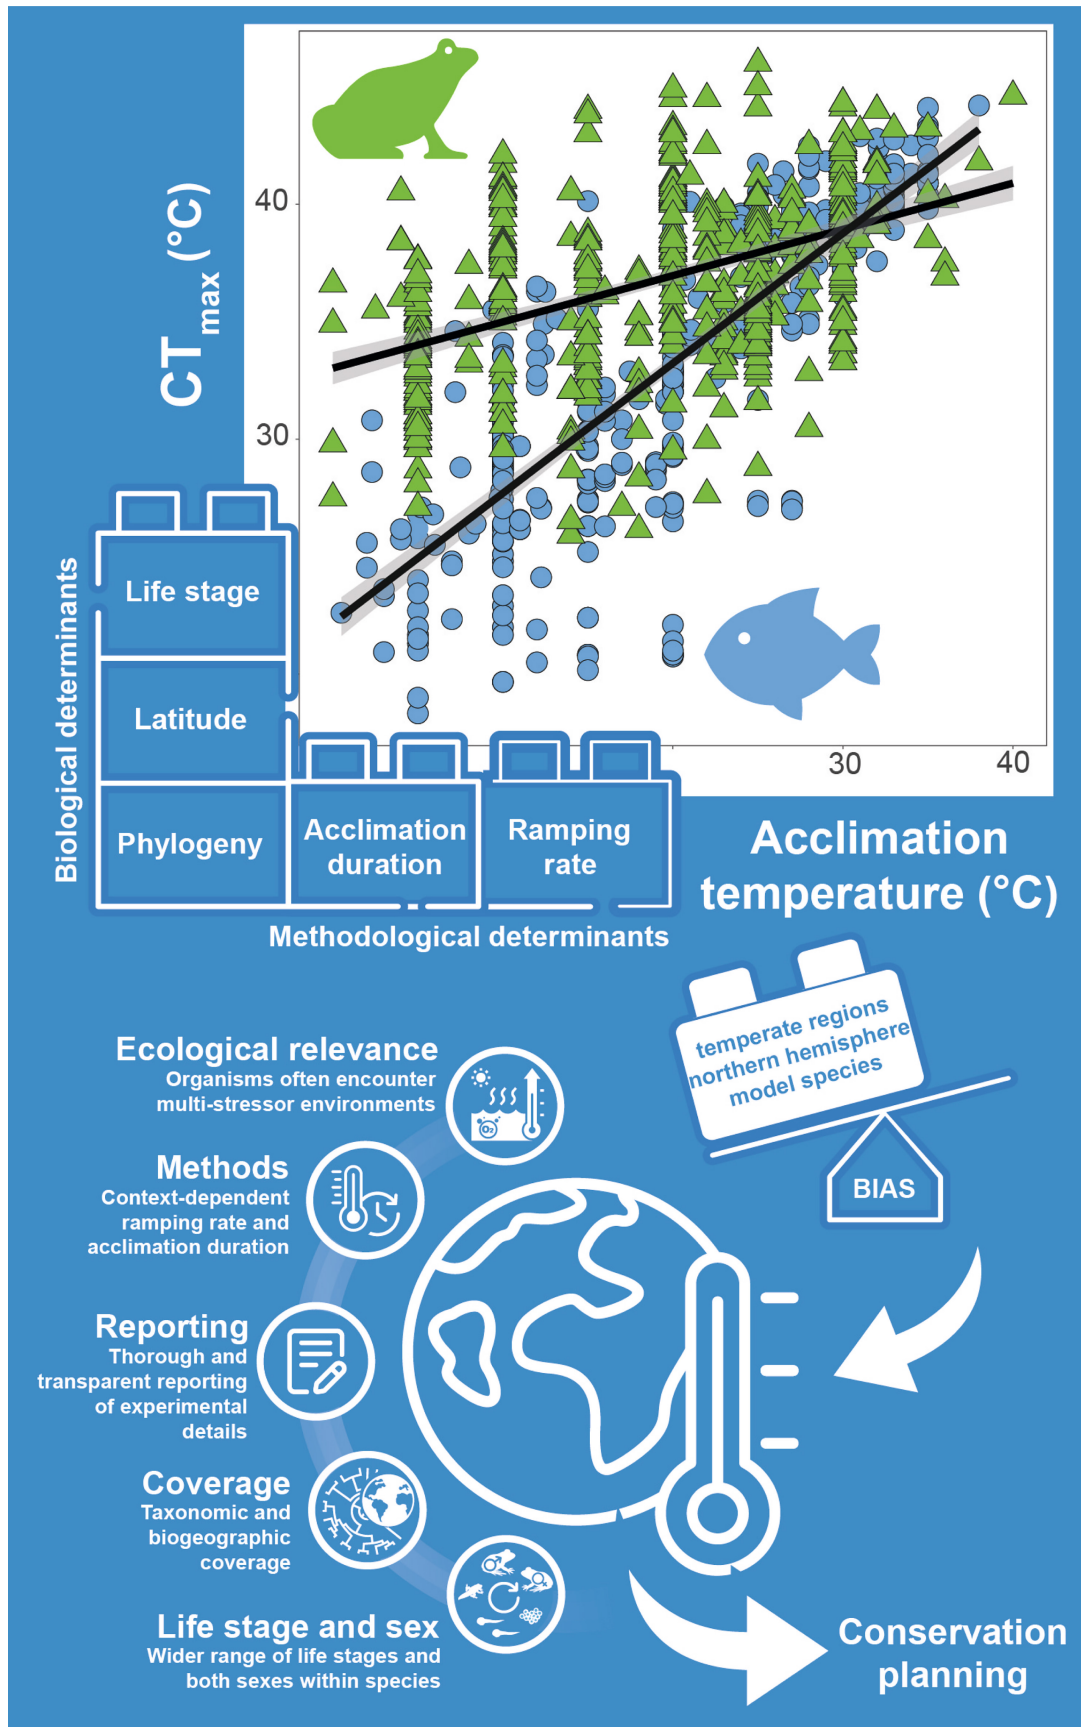 CTmax (°C)
40
30
30
40
Acclimation
temperature (°C)
Biological determinants
Life stage
Latitude
Phylogeny
Acclimation
duration
Ramping
rate
Methodological determinants
temperate regions
northern hemisphere
model species
BIAS
Ecological relevance
Organisms often encounter
multi-stressor environments
O2
Methods
Context-dependent
ramping rate and
acclimation duration
Reporting
Thorough and
transparent reporting
of experimental
details
Coverage
Taxonomic and
biogeographic
coverage
Life stage and sex
Wider range of life stages and
both sexes within species
Conservation
planning